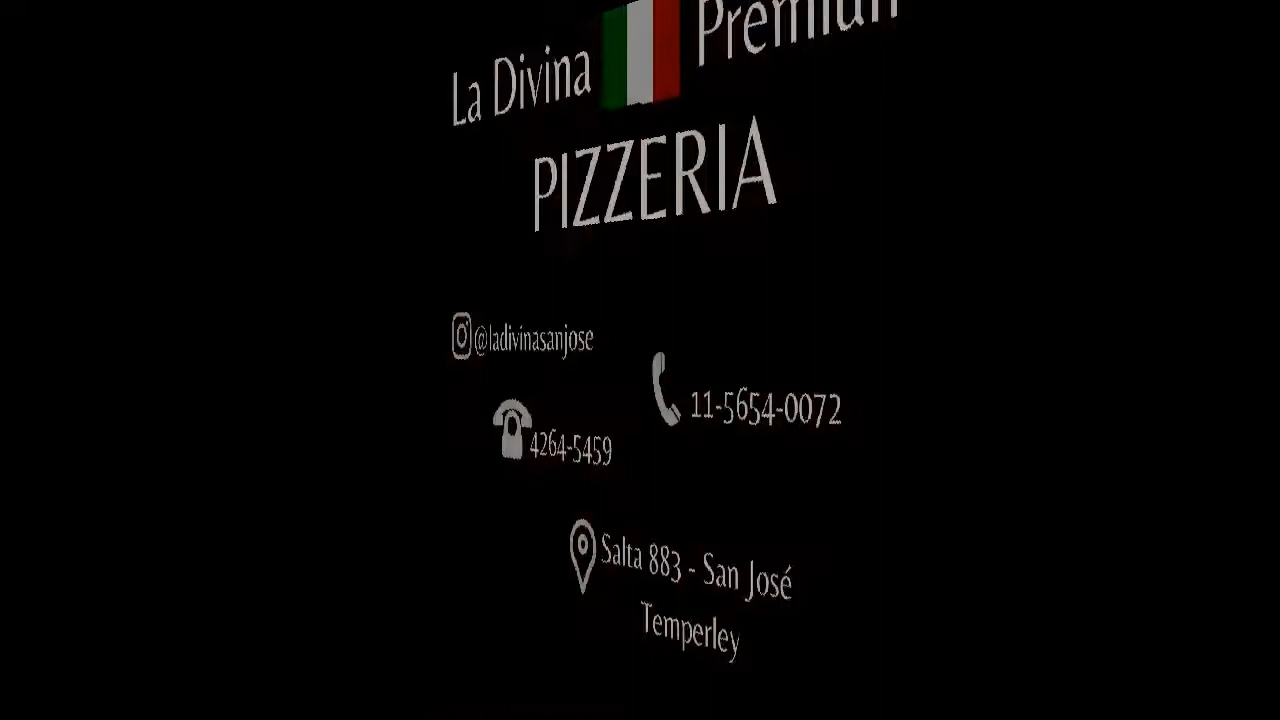 La Divina
PIZZERIA
@ladivinasanjose
11-5654-0072
4264-5459
Salta 883 - San José
Temperley